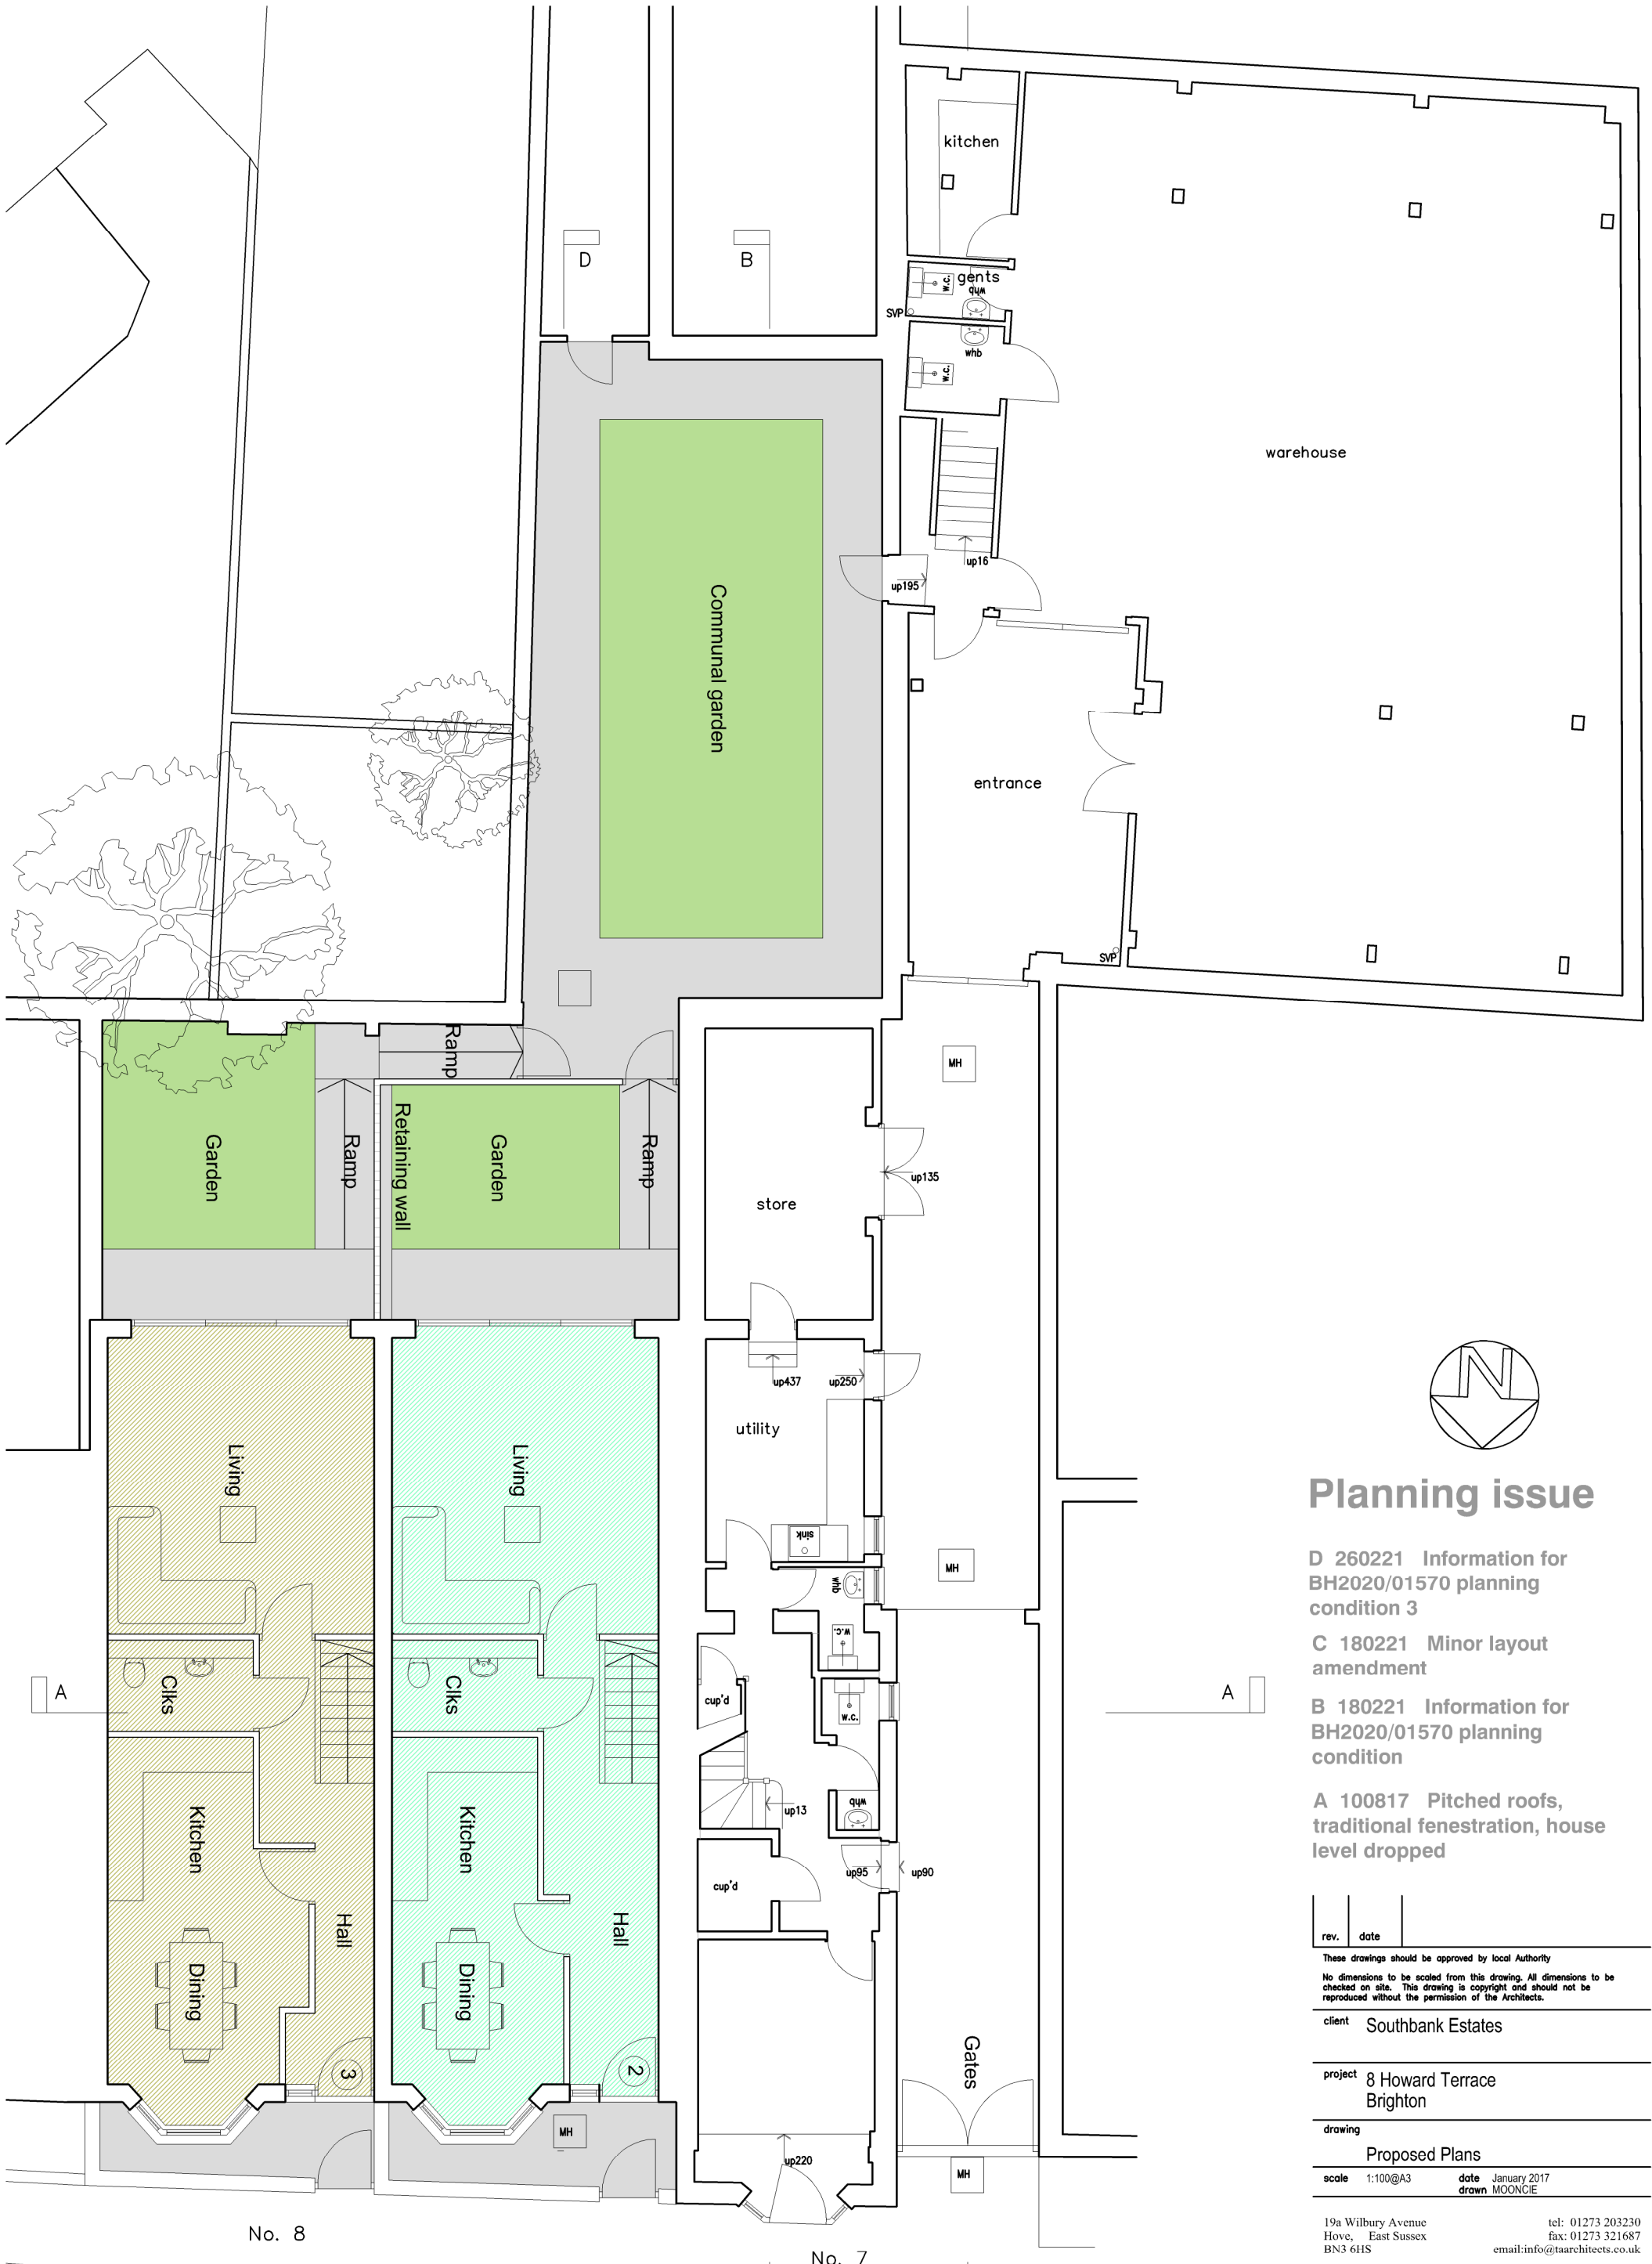 D
B
kitchen
gents
w.c.
whb
SVP
whb
w.c.
warehouse
up16
up195
Communal garden
entrance
SVP
Ramp
MH
Garden
Ramp
Retaining wall
Garden
Ramp
up135
store
up437
up250
utility
Living
Living
sink
MH
whb
w.c.
Clks
Clks
cup'd
w.c.
A
A
up13
whb
Kitchen
Kitchen
up95
up90
cup'd
Hall
Hall
Dining
Dining
3
2
Gates
MH
up220
MH
No. 8
No. 7
N
Planning issue
D 260221 Information for
BH2020/01570 planning
condition 3
C 180221 Minor layout
amendment
B 180221 Information for
BH2020/01570 planning
condition
A 100817 Pitched roofs,
traditional fenestration, house
level dropped
rev. date
These drawings should be approved by local Authority
No dimensions to be scaled from this drawing. All dimensions to be
checked on site. This drawing is copyright and should not be
reproduced without the permission of the Architects.
client Southbank Estates
project 8 Howard Terrace
Brighton
drawing
Proposed Plans
scale 1:100@A3 date January 2017
drawn MOONCIE
19a Wilbury Avenue tel: 01273 203230
Hove, East Sussex fax: 01273 321687
BN3 6HS email:info@taarchitects.co.uk